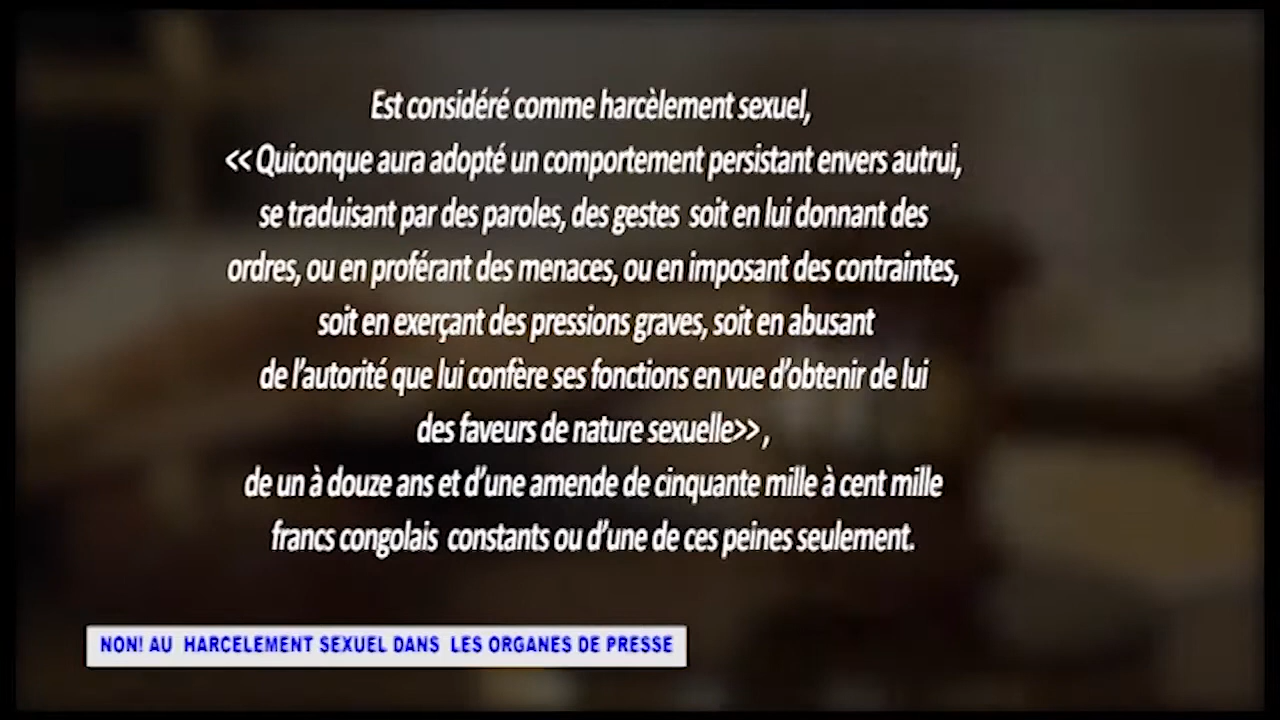 Est considéré comme harcèlement sexuel,
<< Quiconque aura adopté un comportement persistant envers autrui,
se traduisant par des paroles, des gestes soit en lui donnant des
ordres, ou en proférant des menaces, ou en imposant des contraintes,
soit en exerçant des pressions graves, soit en abusant
de l'autorité que lui confère ses fonctions en vue d'obtenir de lui
des faveurs de nature sexuelle>> ,
de un à douze ans et d'une amende de cinquante mille à cent mille
francs congolais constants ou d'une de ces peines seulement.
NON! AU HARCELEMENT SEXUEL DANS LES ORGANES DE PRESSE